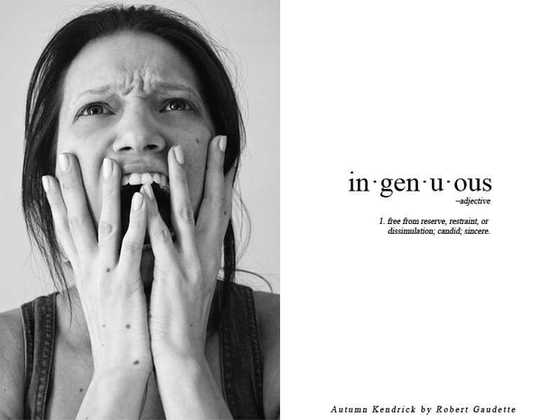 in·gen·u·ous
–adjective
1. free from reserve, restraint, or
dissimulation; candid; sincere.
Autumn Kendrick by Robert Gaudette